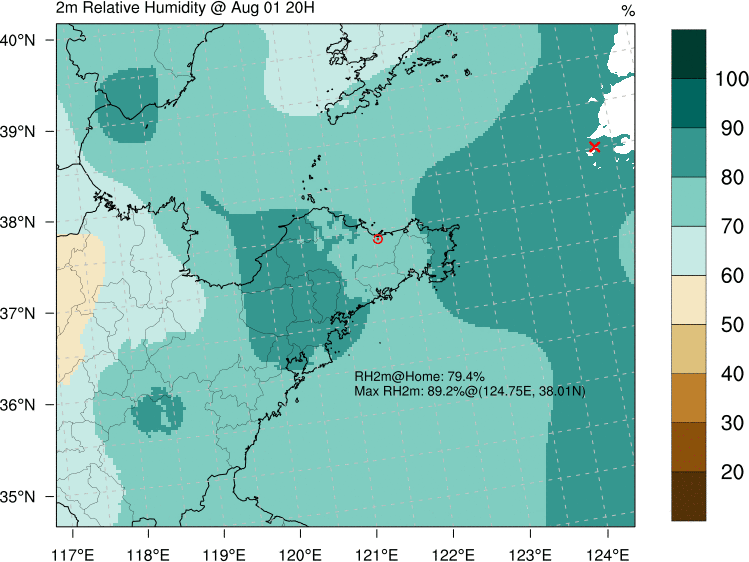 2m Relative Humidity @ Aug 01 20H
%
40°N
39°N
38°N
37°N
36°N
35°N
RH2m@Home: 79.4%
Max RH2m: 89.2%@(124.75E, 38.01N)
117°E 118°E 119°E 120°E 121°E 122°E 123°E 124°E
100
90
80
70
60
50
40
30
20